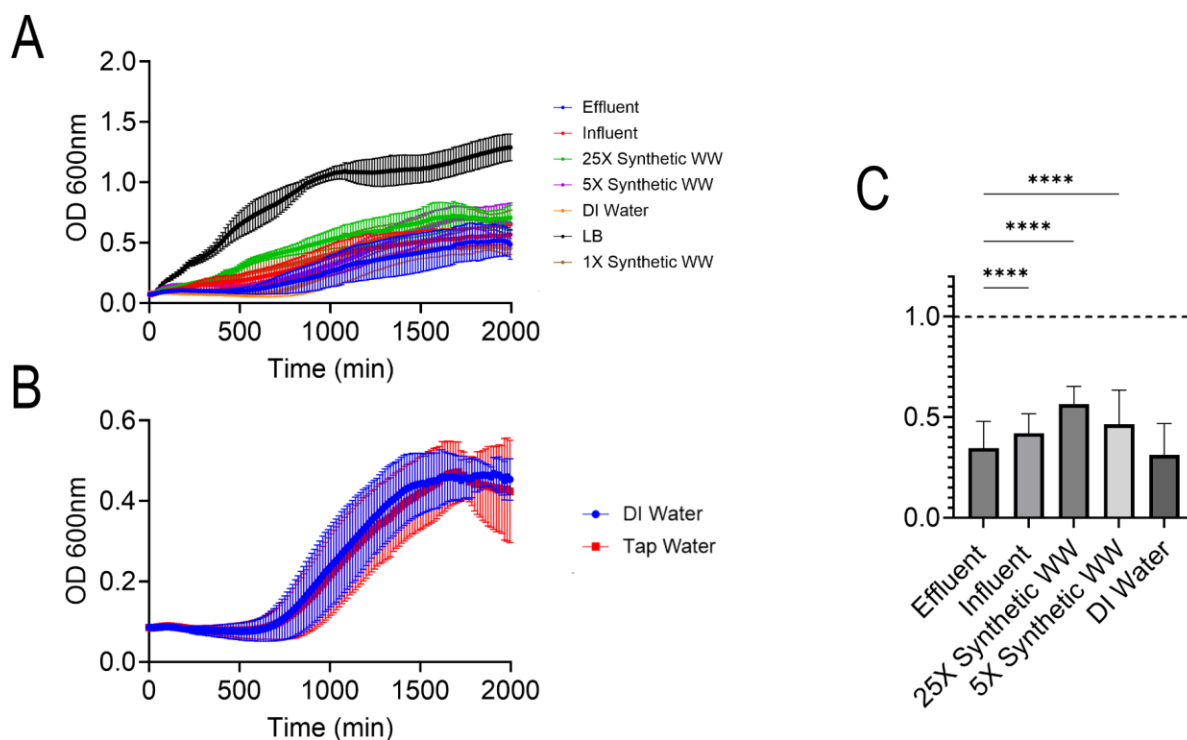 A
OD 600nm
2.0
1.5
1.0
0.5
0.0
0 500 1000 1500 2000
Time (min)
Effluent
Influent
25X Synthetic WW
5X Synthetic WW
DI Water
LB
1X Synthetic WW
B
OD 600nm
0.6
0.4
0.2
0.0
0 500 1000 1500 2000
Time (min)
DI Water
Tap Water
C
****
****
****
1.0
0.5
0.0
Effluent
Influent
25X Synthetic WW
5X Synthetic WW
DI Water